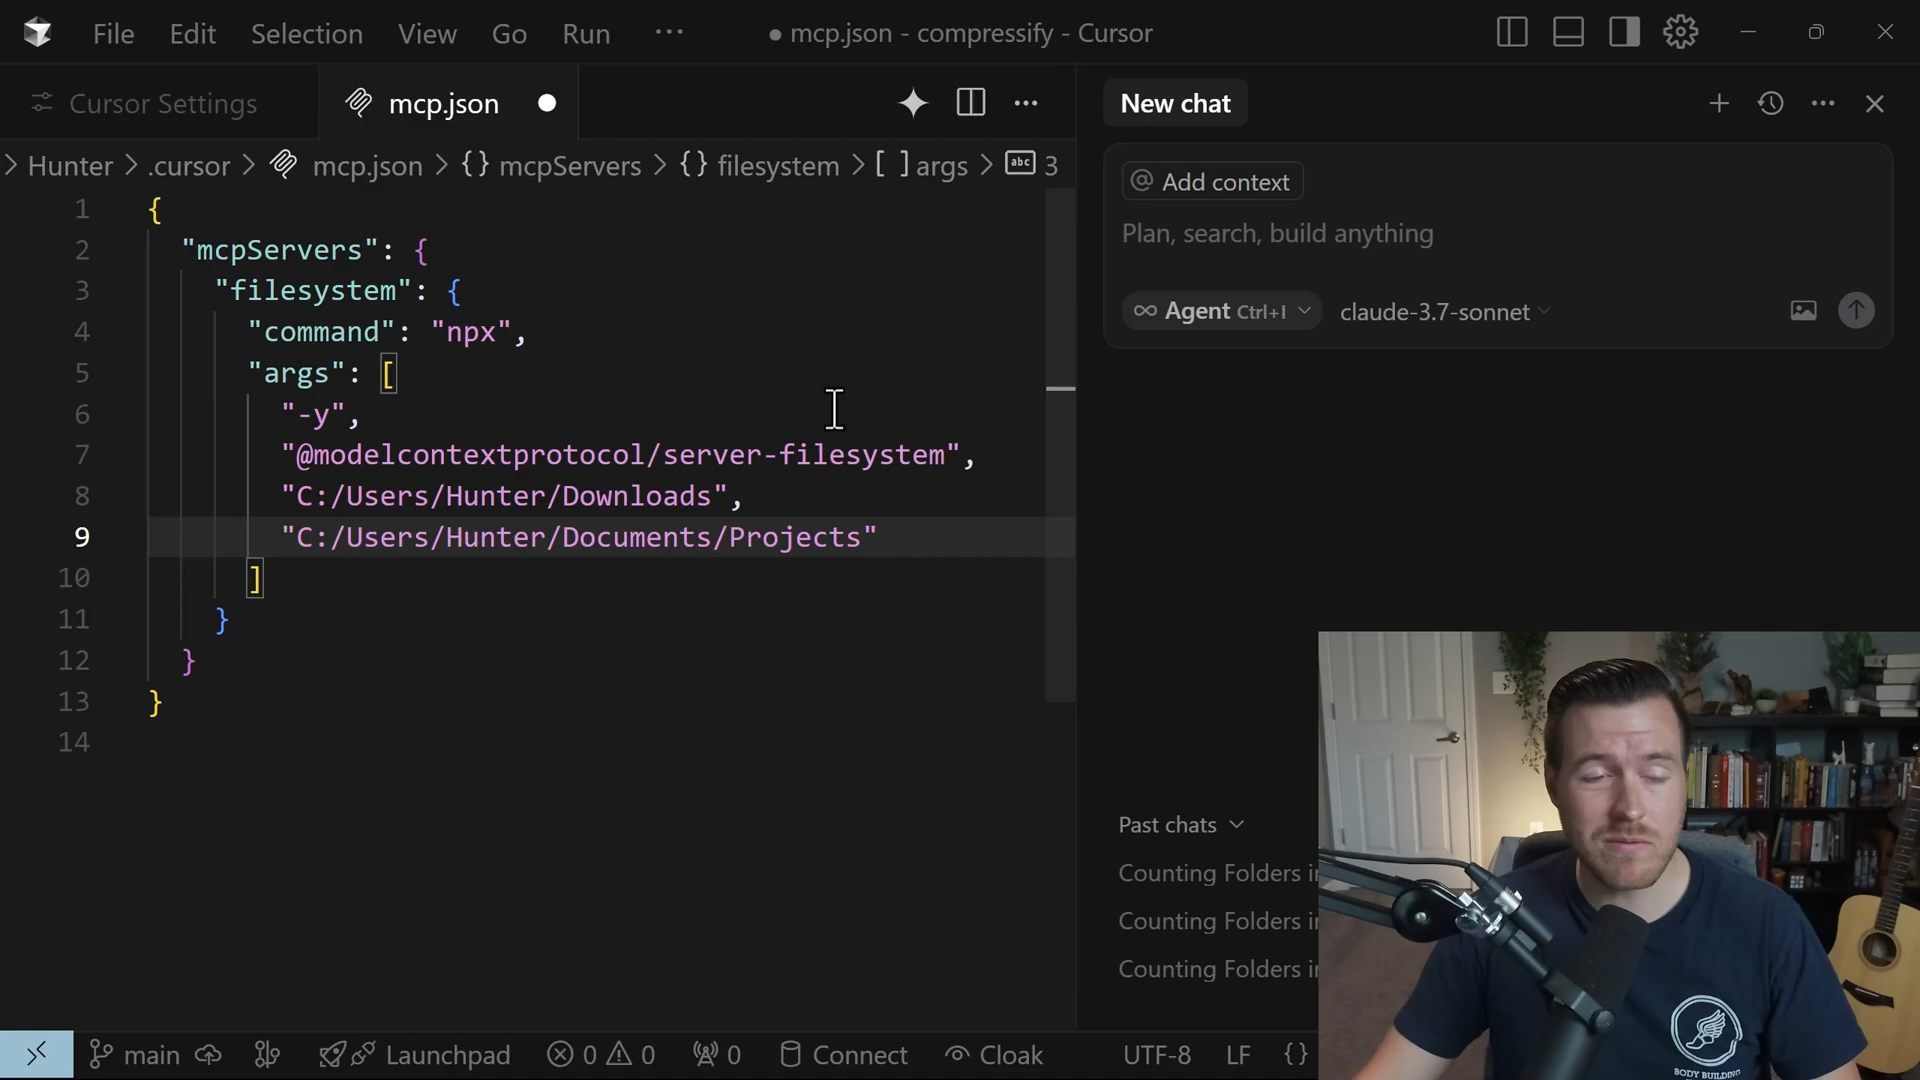 File Edit Selection View Go Run ··· ● mcp.json - compressify - Cursor
Cursor Settings mcp.json
New chat
> Hunter > .cursor > mcp.json > {} mcpServers > {} filesystem > [ ] args > abc 3
@ Add context
Plan, search, build anything
∞ Agent Ctrl+I claude-3.7-sonnet
1 {
2 "mcpServers": {
3 "filesystem": {
4 "command": "npx",
5 "args": [
6 "-y",
7 "@modelcontextprotocol/server-filesystem",
8 "C:/Users/Hunter/Downloads",
9 "C:/Users/Hunter/Documents/Projects"
10 ]
11 }
12 }
13 }
14
Past chats
Counting Folders i
Counting Folders i
Counting Folders i
BODY BUILDING
main Launchpad 0 0 0 Connect Cloak UTF-8 LF {}